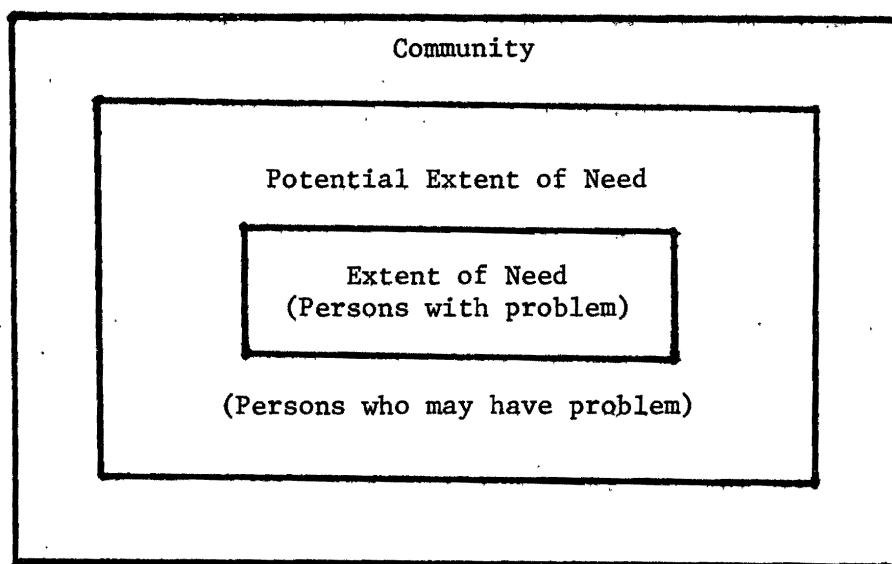 Community
Potential Extent of Need
Extent of Need
(Persons with problem)
(Persons who may have problem)